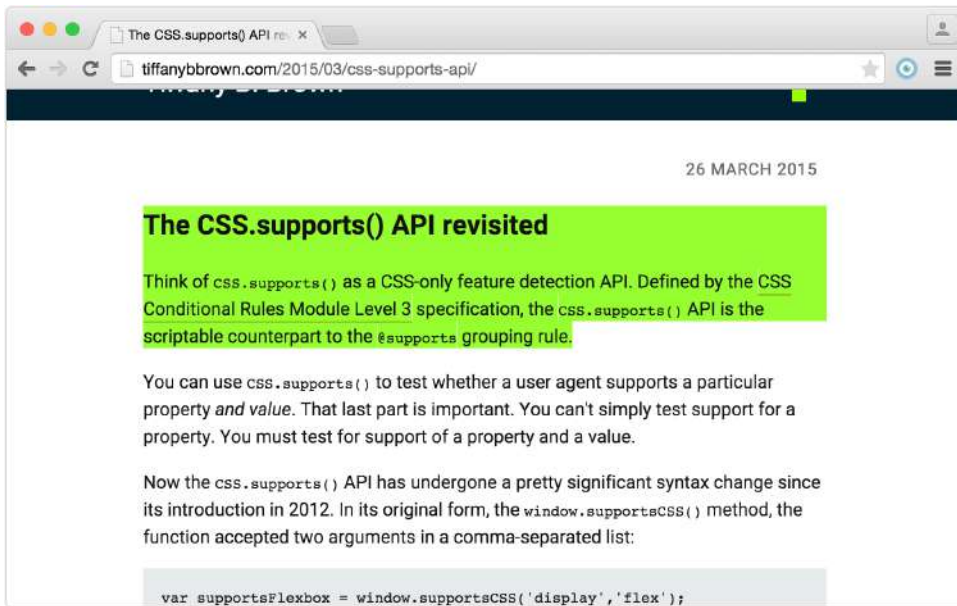 The CSS.supports() API re
tiffanybbrown.com/2015/03/css-supports-api/
Tiffany B. Brown
26 MARCH 2015
The CSS.supports() API revisited
Think of css.supports() as a CSS-only feature detection API. Defined by the CSS
Conditional Rules Module Level 3 specification, the css.supports() API is the
scriptable counterpart to the @supports grouping rule.
You can use css.supports() to test whether a user agent supports a particular
property and value. That last part is important. You can't simply test support for a
property. You must test for support of a property and a value.
Now the css.supports() API has undergone a pretty significant syntax change since
its introduction in 2012. In its original form, the window.supportsCSS() method, the
function accepted two arguments in a comma-separated list:
var supportsFlexbox = window.supportsCSS('display','flex');